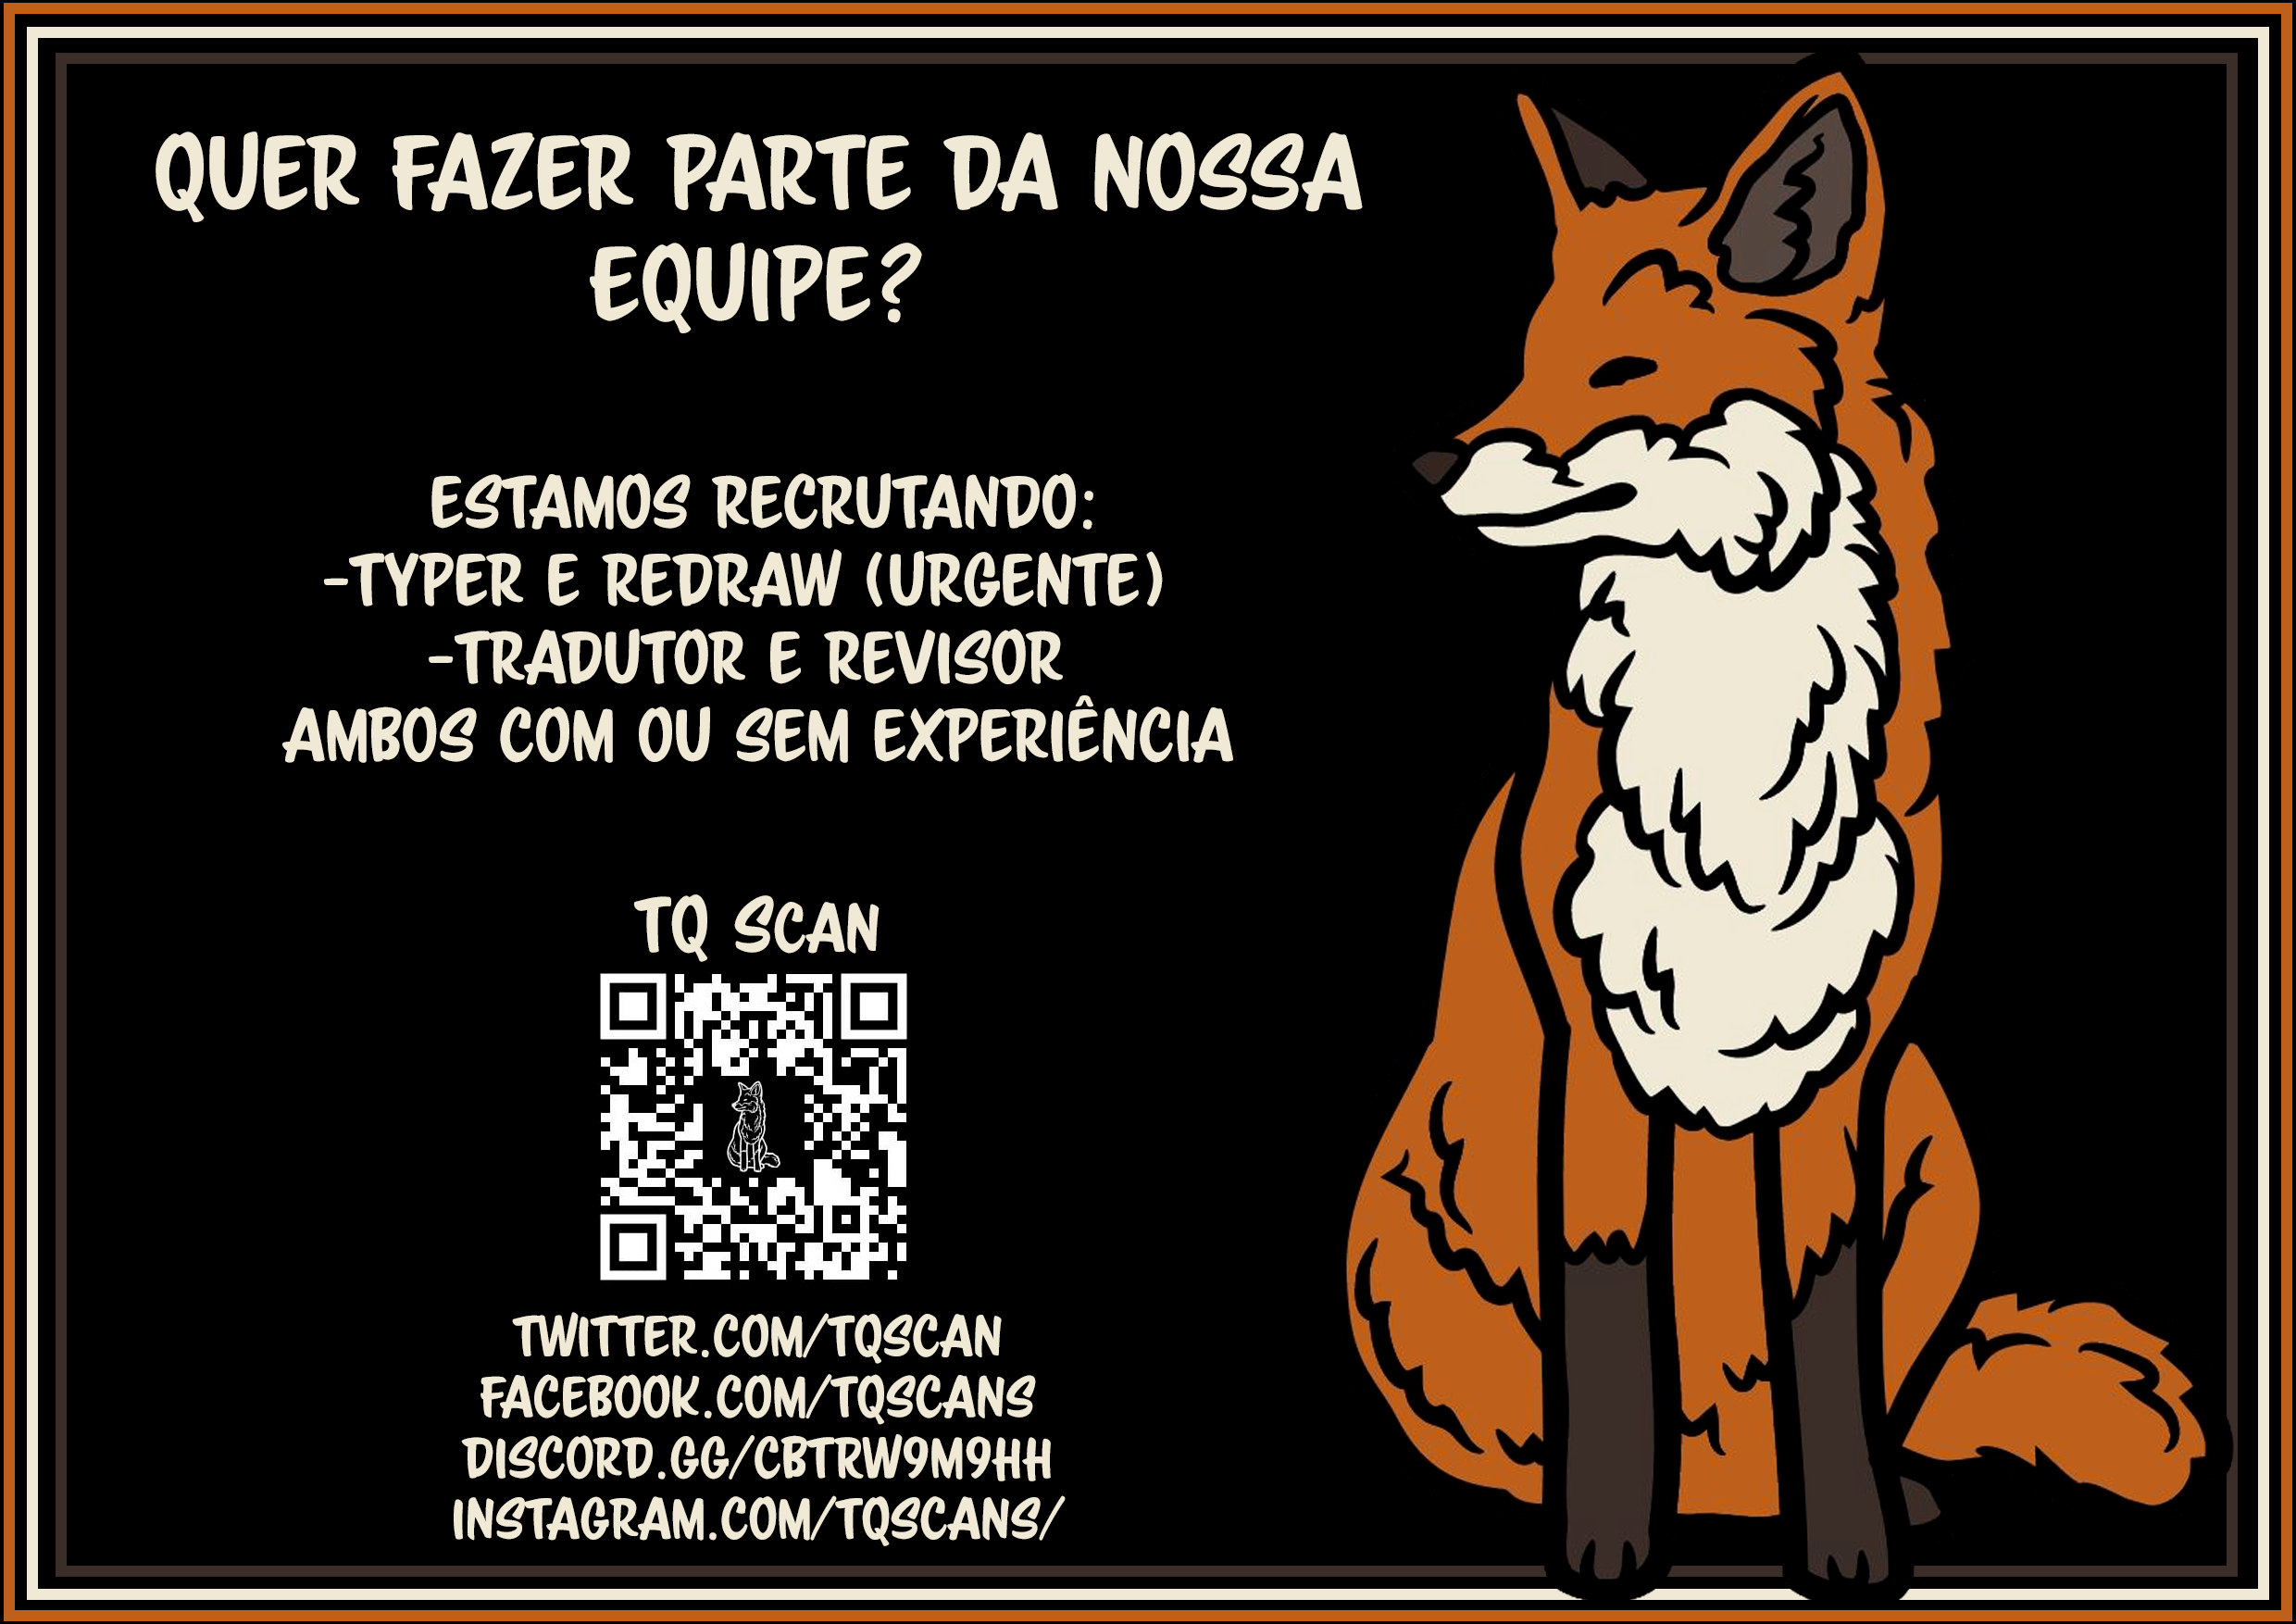 QUER FAZER PARTE DA NOSSA
EQUIPE?
ESTAMOS RECRUTANDO:
-TYPER E REDRAW (URGENTE)
-TRADUTOR E REVISOR
AMBOS COM OU SEM EXPERIÊNCIA
TQ SCAN
TWITTER.COM/TQSCAN
FACEBOOK.COM/TQSCANS
DISCORD.GG/CBTRW9M9HH
INSTAGRAM.COM/TQSCANS/